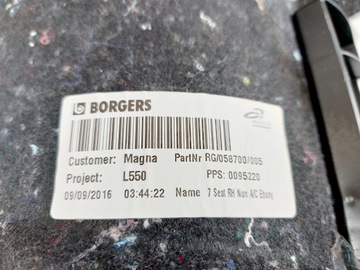 BORGERS
Customer: Magna PartNr RG/058700/005
Project: L550 PPS: 0095220
09/09/2016 03:44:22 Name 7 Seat RH Non A/C Ebony